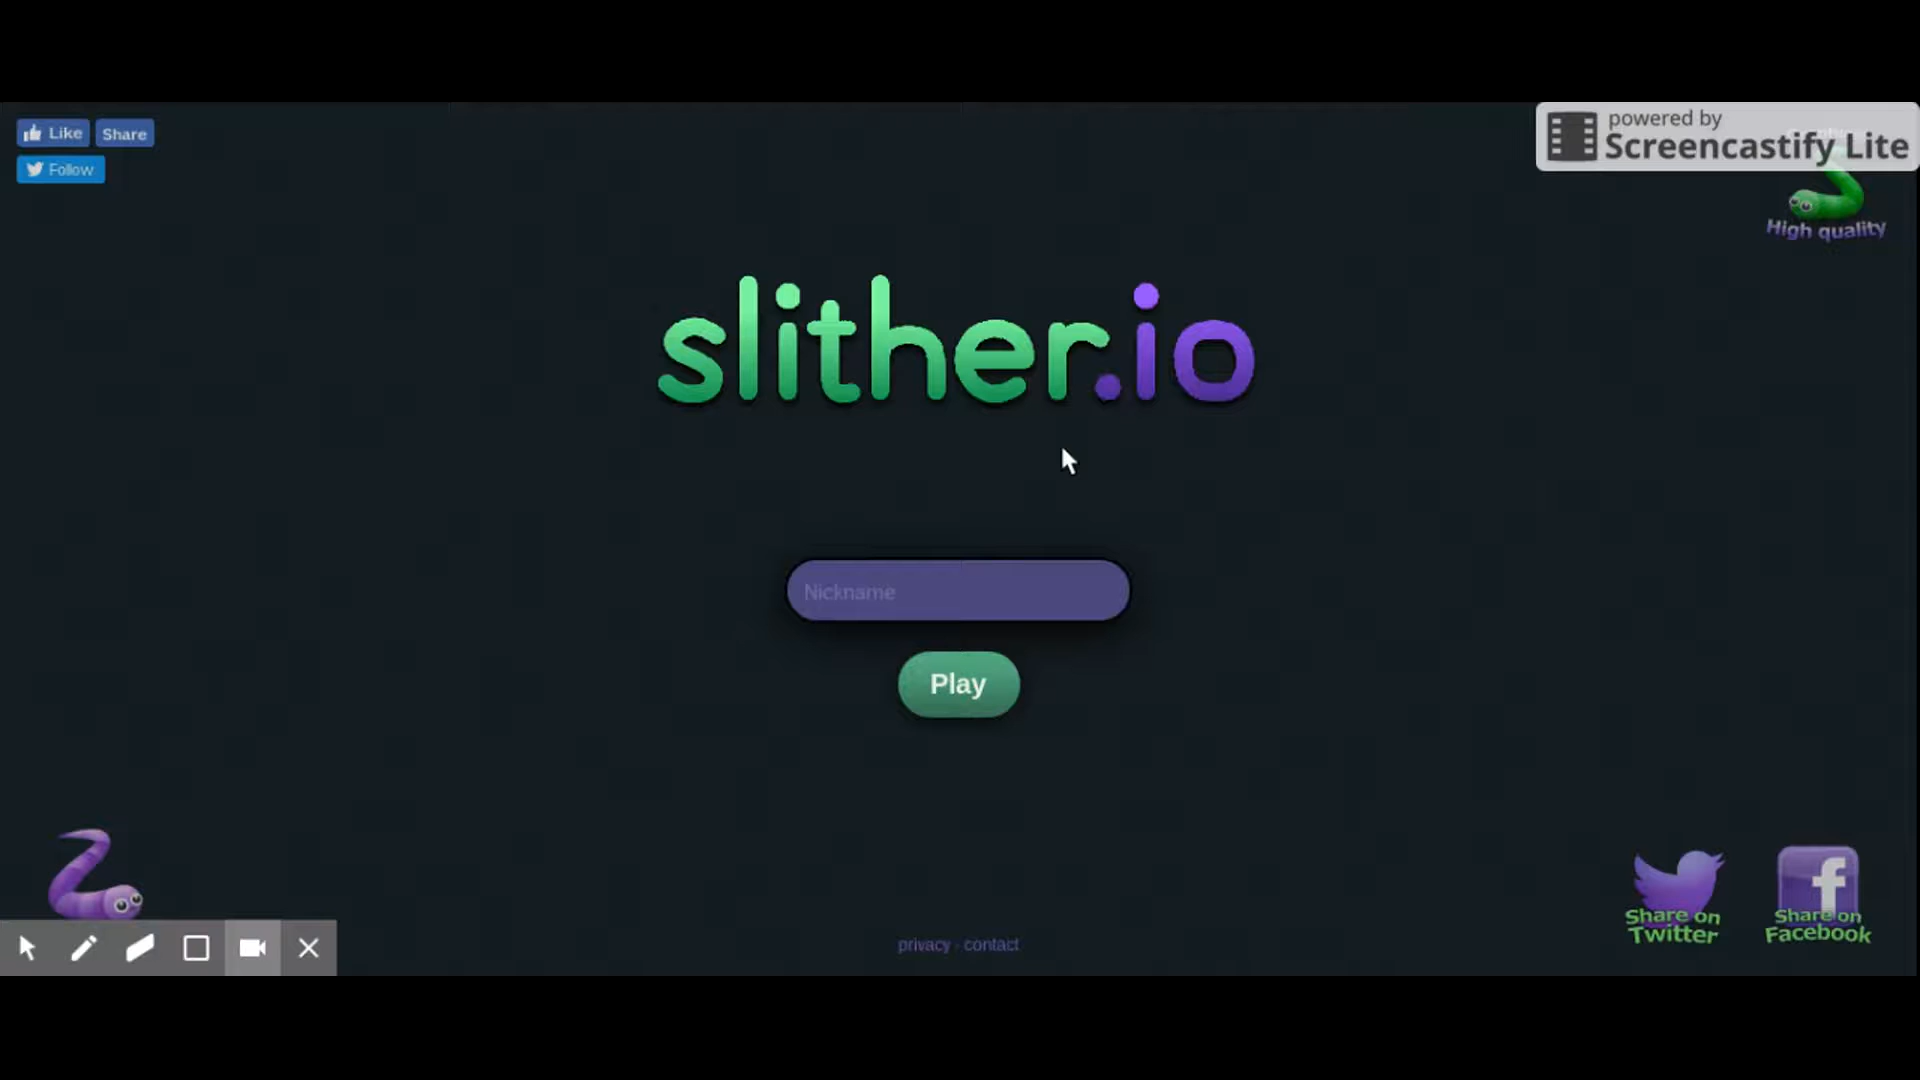 Like Share
Follow
powered by
Screencastify Lite
High quality
slither.io
Nickname
Play
Share on
Twitter
Share on
Facebook
privacy · contact